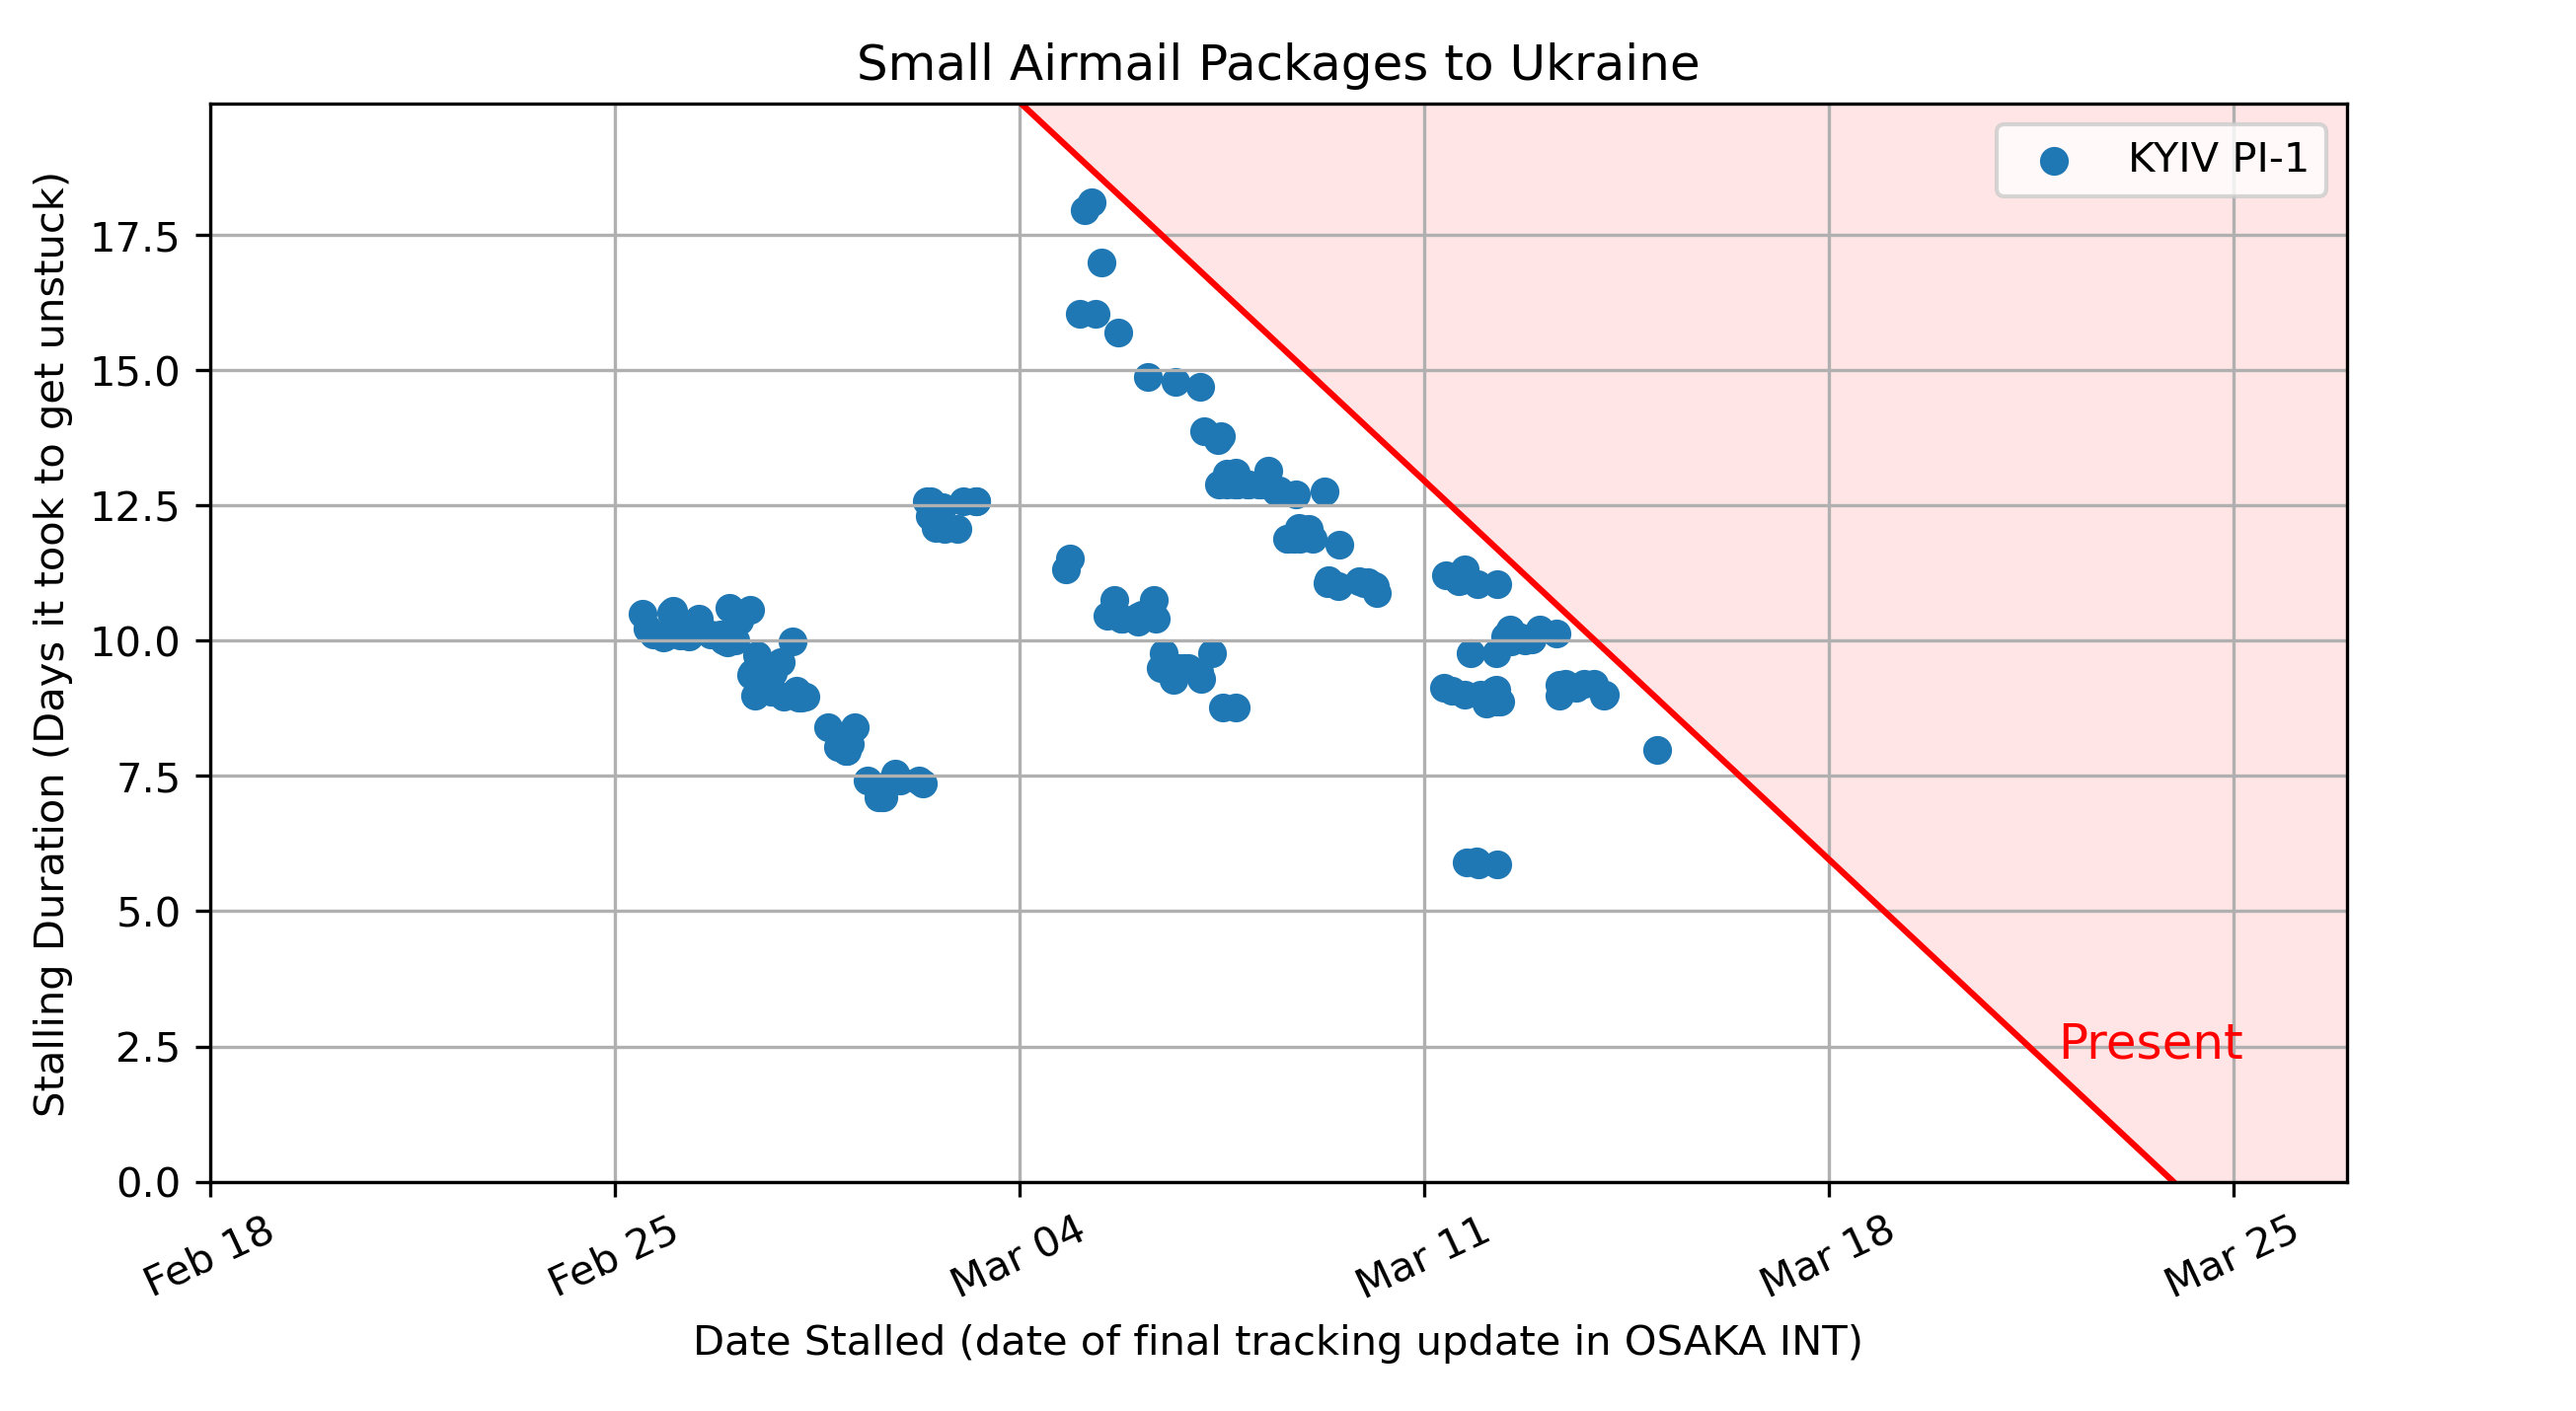 Small Airmail Packages to Ukraine
KYIV PI-1
Stalling Duration (Days it took to get unstuck)
17.5
15.0
12.5
10.0
7.5
5.0
2.5
0.0
Present
Feb 18
Feb 25
Mar 04
Mar 11
Mar 18
Mar 25
Date Stalled (date of final tracking update in OSAKA INT)